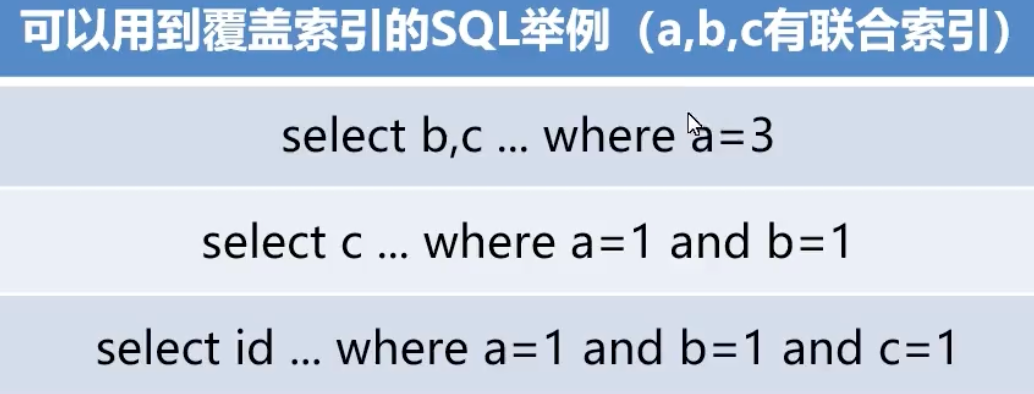 可以用到覆盖索引的SQL举例（a,b,c有联合索引）
select b,c ... where a=3
select c ... where a=1 and b=1
select id ... where a=1 and b=1 and c=1